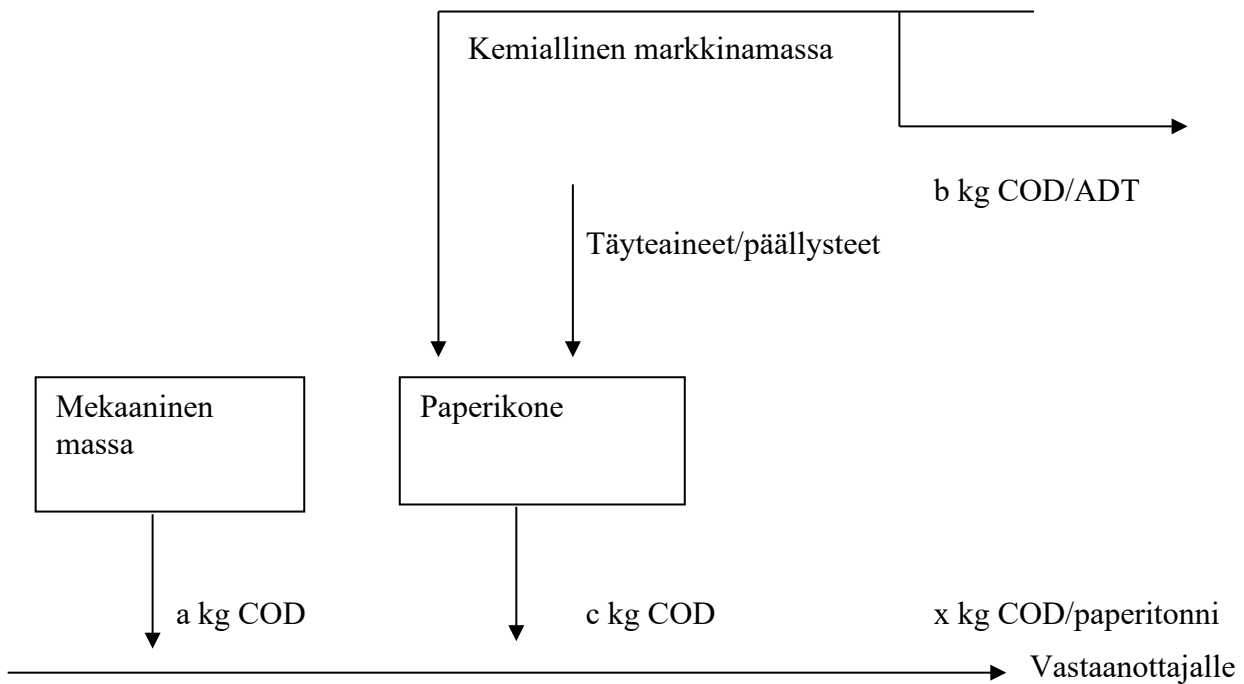 Kemiallinen markkinamassa
b kg COD/ADT
Täyteaineet/päällysteet
Mekaaninen
massa
Paperikone
a kg COD
c kg COD
x kg COD/paperitonni
Vastaanottajalle